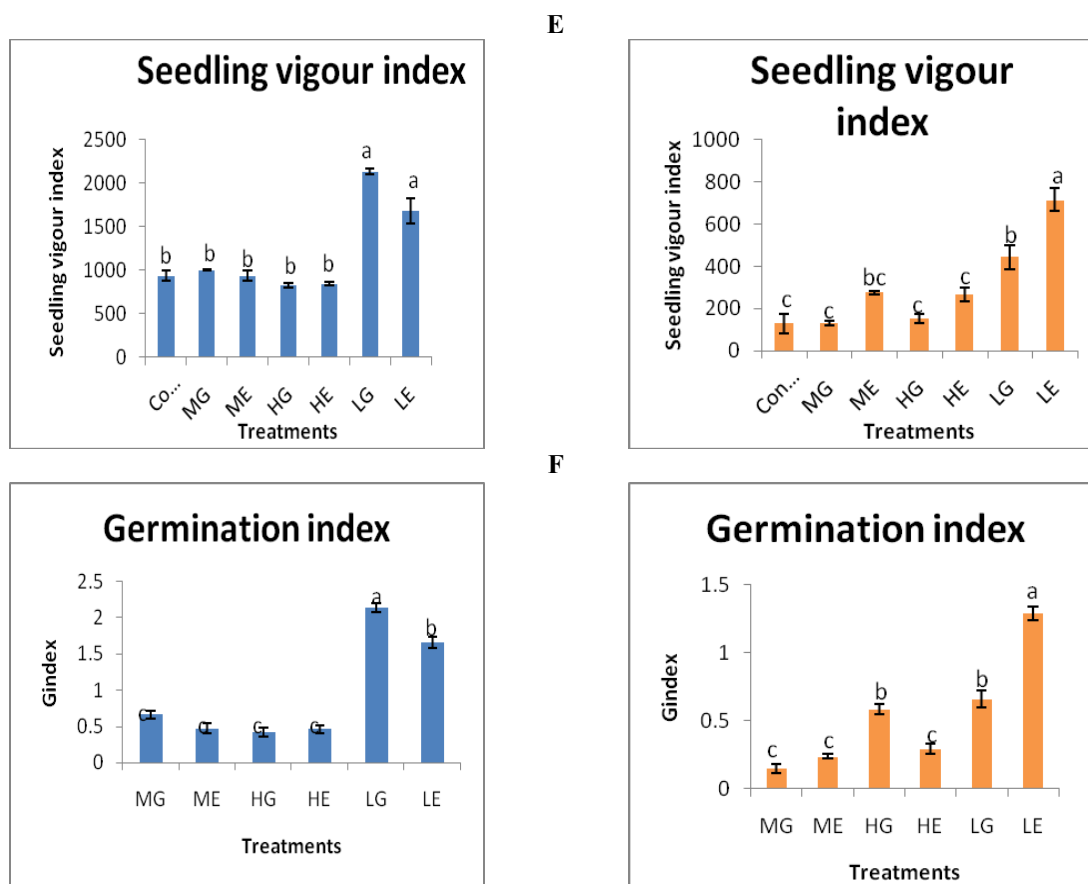 E
Seedling vigour index
Seedling vigour index
2500
2000
1500
1000
500
0
b
b
b
b
b
a
a
Co...
MG
ME
HG
HE
LG
LE
Treatments
Seedling vigour
index
Seedling vigour index
1000
800
600
400
200
0
c
c
bc
c
c
b
a
Con...
MG
ME
HG
HE
LG
LE
Treatments
F
Germination index
Gindex
2.5
2
1.5
1
0.5
0
c
c
c
c
a
b
MG
ME
HG
HE
LG
LE
Treatments
Germination index
Gindex
1.5
1
0.5
0
c
c
b
c
b
a
MG
ME
HG
HE
LG
LE
Treatments